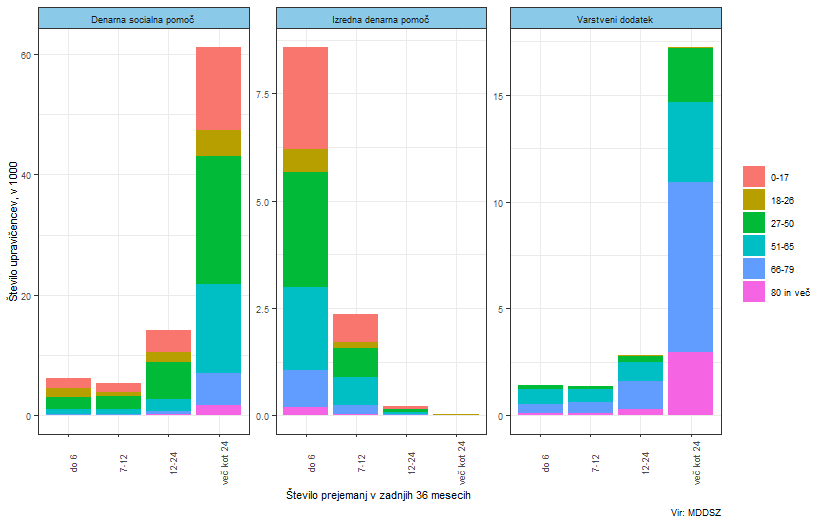 Denarna socialna pomoč
Izredna denarna pomoč
Varstveni dodatek
Število upravičencev, v 1000
60
40
20
0
7.5
5.0
2.5
0.0
15
10
5
0
do 6
7-12
12-24
več kot 24
do 6
7-12
12-24
več kot 24
do 6
7-12
12-24
več kot 24
Število prejemanj v zadnjih 36 mesecih
0-17
18-26
27-50
51-65
66-79
80 in več
Vir: MDDSZ